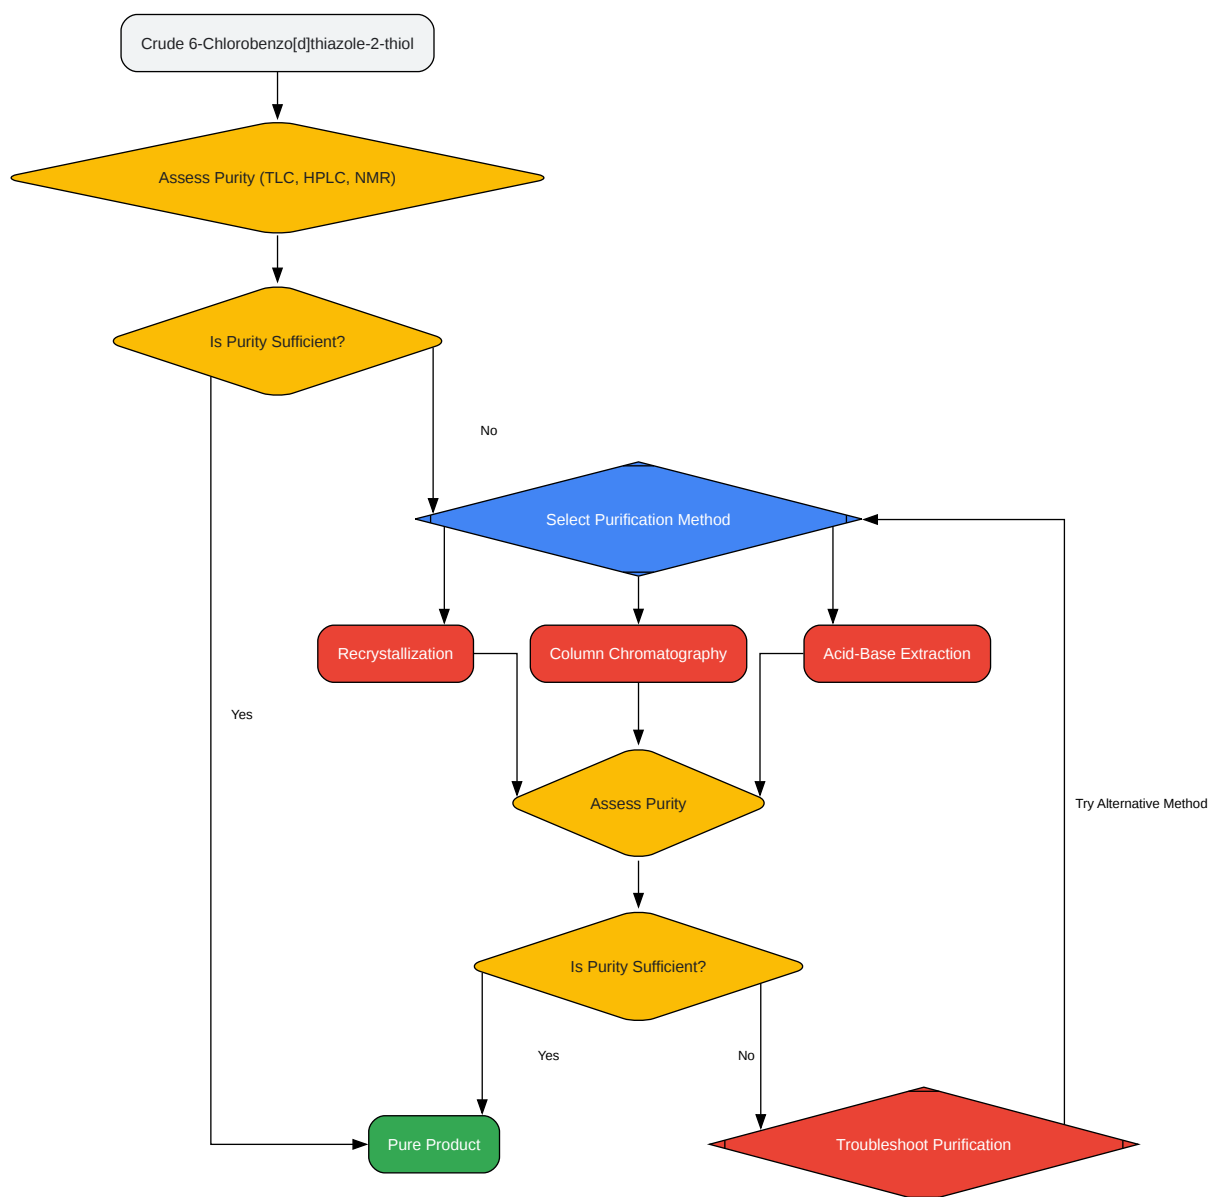 Crude 6-Chlorobenzo[d]thiazole-2-thiol
Assess Purity (TLC, HPLC, NMR)
Is Purity Sufficient?
No
Select Purification Method
Recrystallization
Column Chromatography
Acid-Base Extraction
Yes
Assess Purity
Try Alternative Method
Is Purity Sufficient?
Yes
No
Pure Product
Troubleshoot Purification